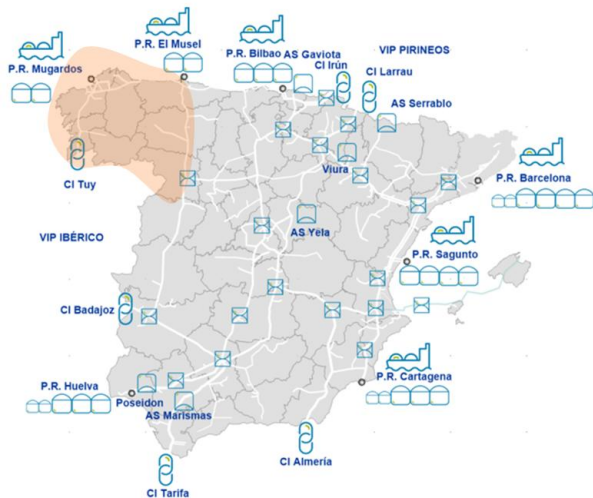 P.R. El Musel
VIP PIRINEOS
P.R. Mugardos
P.R. Bilbao
AS Gaviota
CI Irún
CI Larrau
AS Serrablo
P.R. Barcelona
Viura
CI Tuy
VIP IBÉRICO
AS Yela
P.R. Sagunto
CI Badajoz
P.R. Huelva
Poseidon
AS Marismas
P.R. Cartagena
CI Almería
CI Tarifa